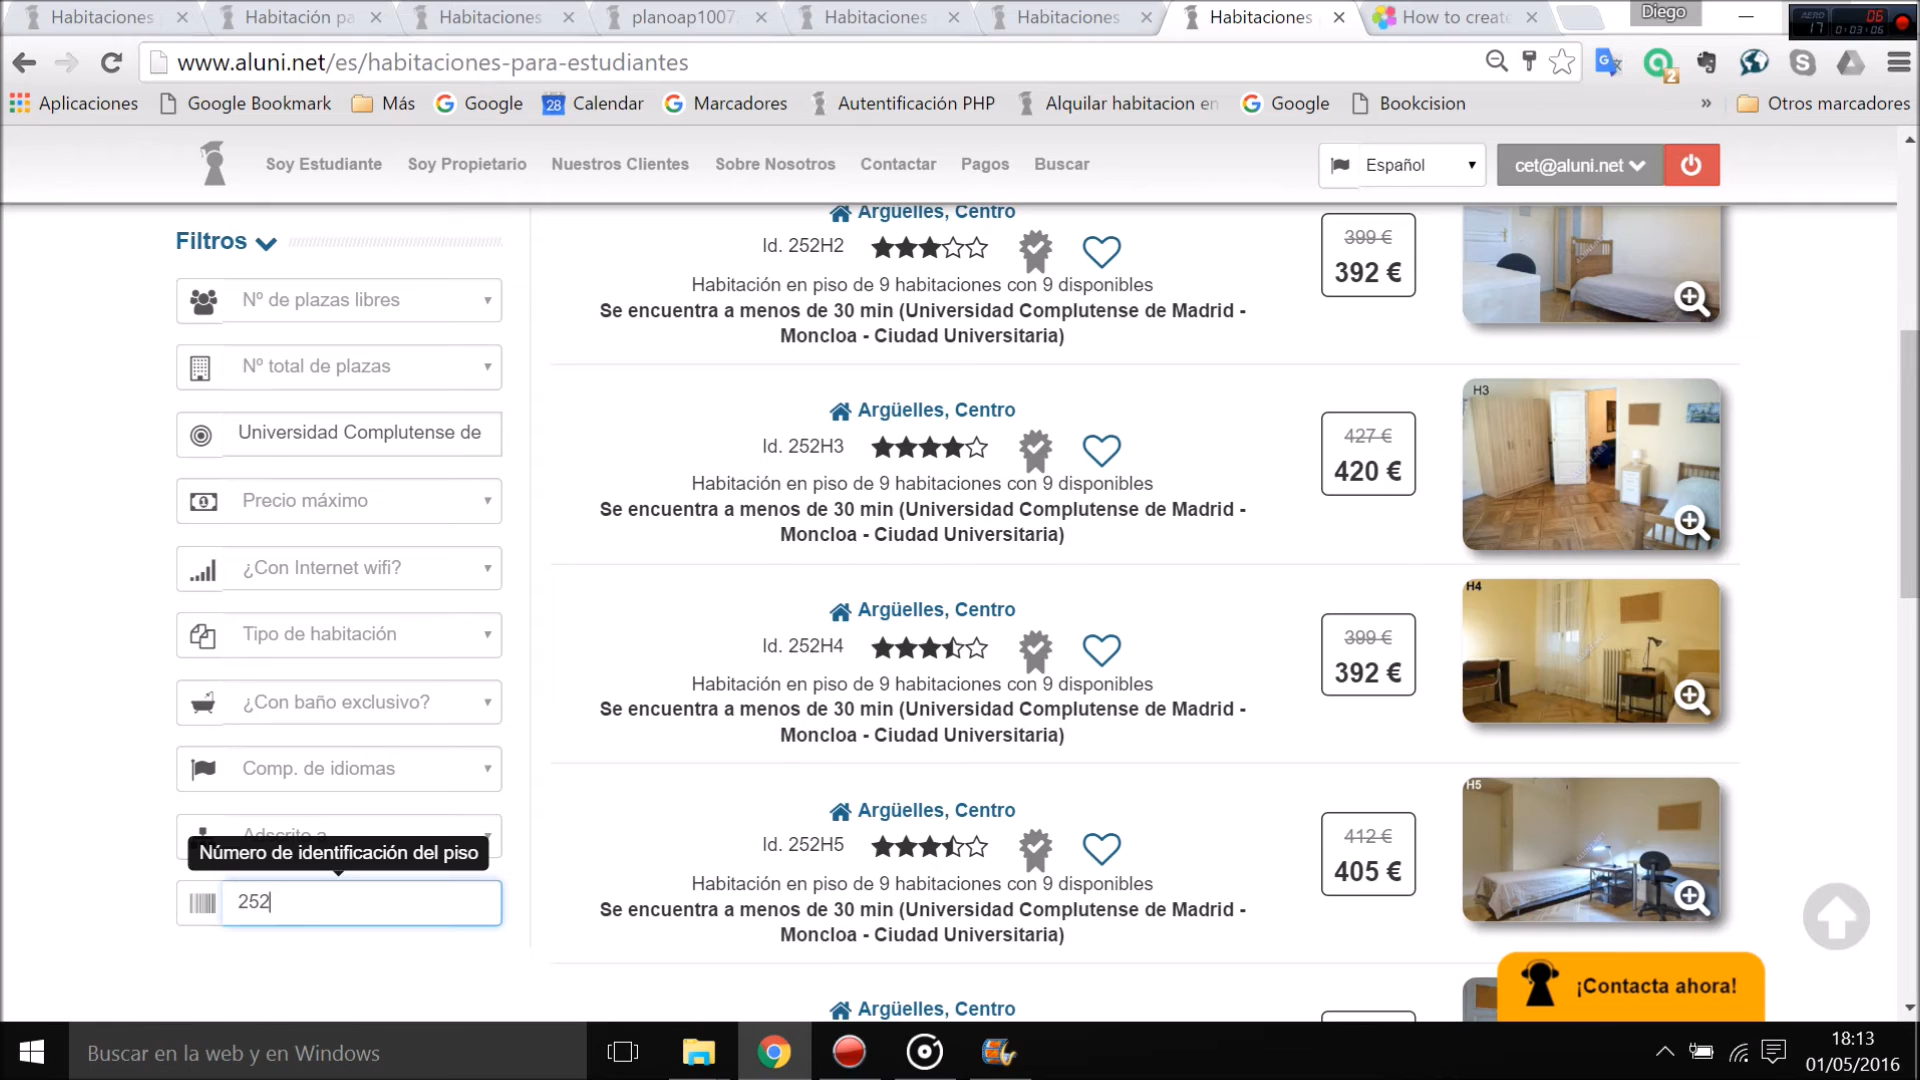 Habitaciones
Habitación pa
Habitaciones
planoap1007.
Habitaciones
Habitaciones
Habitaciones
How to create
Diego
AERO
17
06
0:03:06
www.aluni.net/es/habitaciones-para-estudiantes
2
Aplicaciones
Google Bookmark
Más
Google
28 Calendar
Marcadores
Autentificación PHP
Alquilar habitacion en
Google
Bookcision
»
Otros marcadores
Soy Estudiante
Soy Propietario
Nuestros Clientes
Sobre Nosotros
Contactar
Pagos
Buscar
Español
cet@aluni.net
Filtros
Nº de plazas libres
Nº total de plazas
Universidad Complutense de
Precio máximo
¿Con Internet wifi?
Tipo de habitación
¿Con baño exclusivo?
Comp. de idiomas
Adscrito a
Número de identificación del piso
252
Argüelles, Centro
Id. 252H2
Habitación en piso de 9 habitaciones con 9 disponibles
Se encuentra a menos de 30 min (Universidad Complutense de Madrid -
Moncloa - Ciudad Universitaria)
399 €
392 €
Argüelles, Centro
Id. 252H3
Habitación en piso de 9 habitaciones con 9 disponibles
Se encuentra a menos de 30 min (Universidad Complutense de Madrid -
Moncloa - Ciudad Universitaria)
427 €
420 €
H3
Argüelles, Centro
Id. 252H4
Habitación en piso de 9 habitaciones con 9 disponibles
Se encuentra a menos de 30 min (Universidad Complutense de Madrid -
Moncloa - Ciudad Universitaria)
399 €
392 €
H4
Argüelles, Centro
Id. 252H5
Habitación en piso de 9 habitaciones con 9 disponibles
Se encuentra a menos de 30 min (Universidad Complutense de Madrid -
Moncloa - Ciudad Universitaria)
412 €
405 €
H5
Argüelles, Centro
¡Contacta ahora!
Buscar en la web y en Windows
18:13
01/05/2016